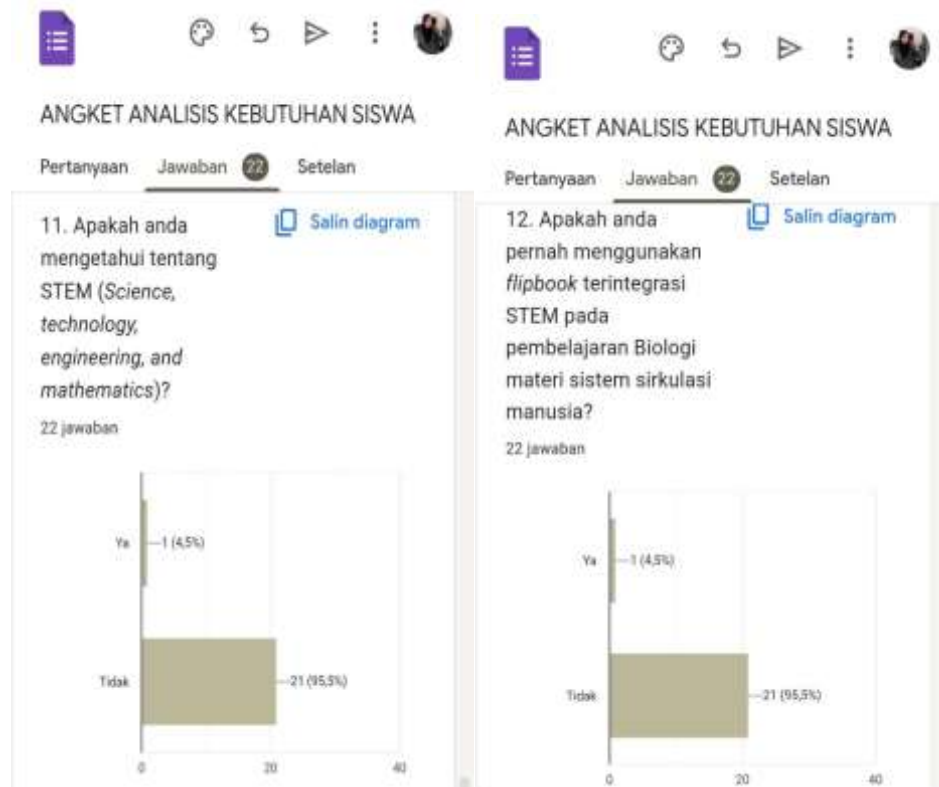 ANGKET ANALISIS KEBUTUHAN SISWA
Pertanyaan Jawaban 22 Setelan
11. Apakah anda
mengetahui tentang
STEM (Science,
technology,
engineering, and
mathematics)?
Salin diagram
22 jawaban
Ya 1 (4,5%)
Tidak 21 (95,5%)
0 20 40
ANGKET ANALISIS KEBUTUHAN SISWA
Pertanyaan Jawaban 22 Setelan
12. Apakah anda
pernah menggunakan
flipbook terintegrasi
STEM pada
pembelajaran Biologi
materi sistem sirkulasi
manusia?
Salin diagram
22 jawaban
Ya 1 (4,5%)
Tidak 21 (95,5%)
0 20 40